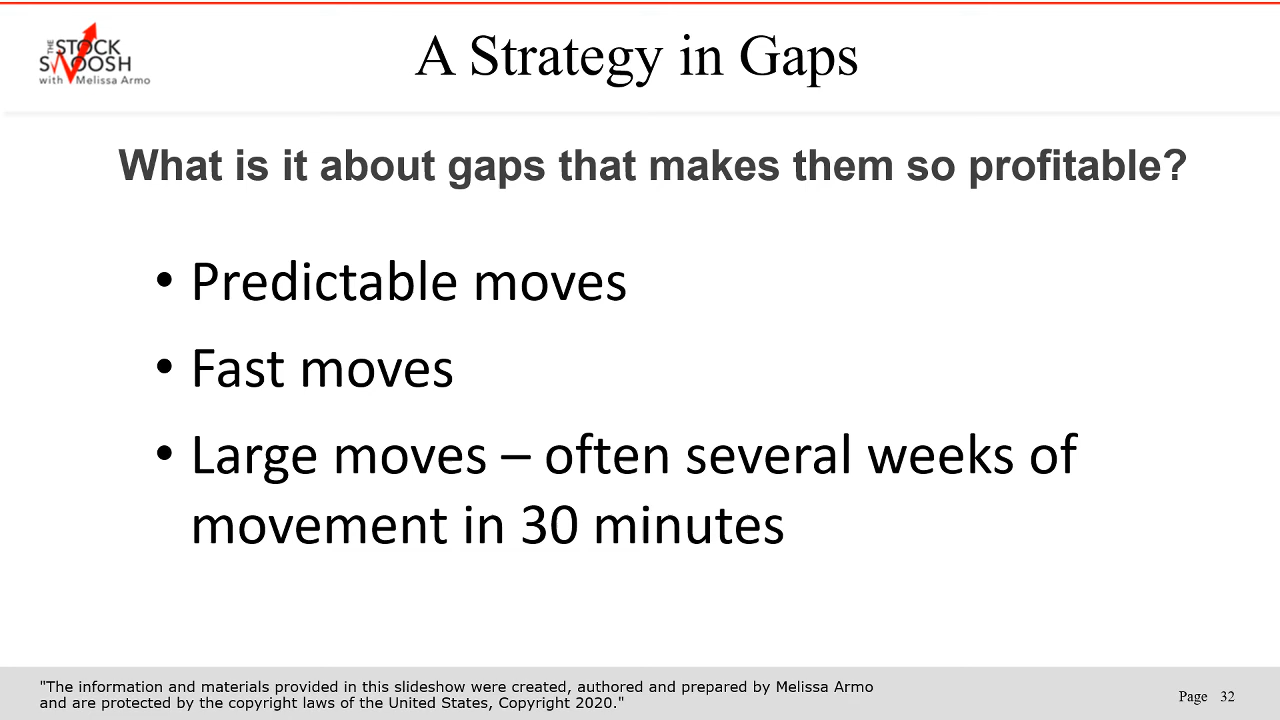 THE
STOCK
SWOOSH
with Melissa Armo
A Strategy in Gaps
What is it about gaps that makes them so profitable?
• Predictable moves
• Fast moves
• Large moves – often several weeks of
movement in 30 minutes
"The information and materials provided in this slideshow were created, authored and prepared by Melissa Armo
and are protected by the copyright laws of the United States, Copyright 2020."
Page 32